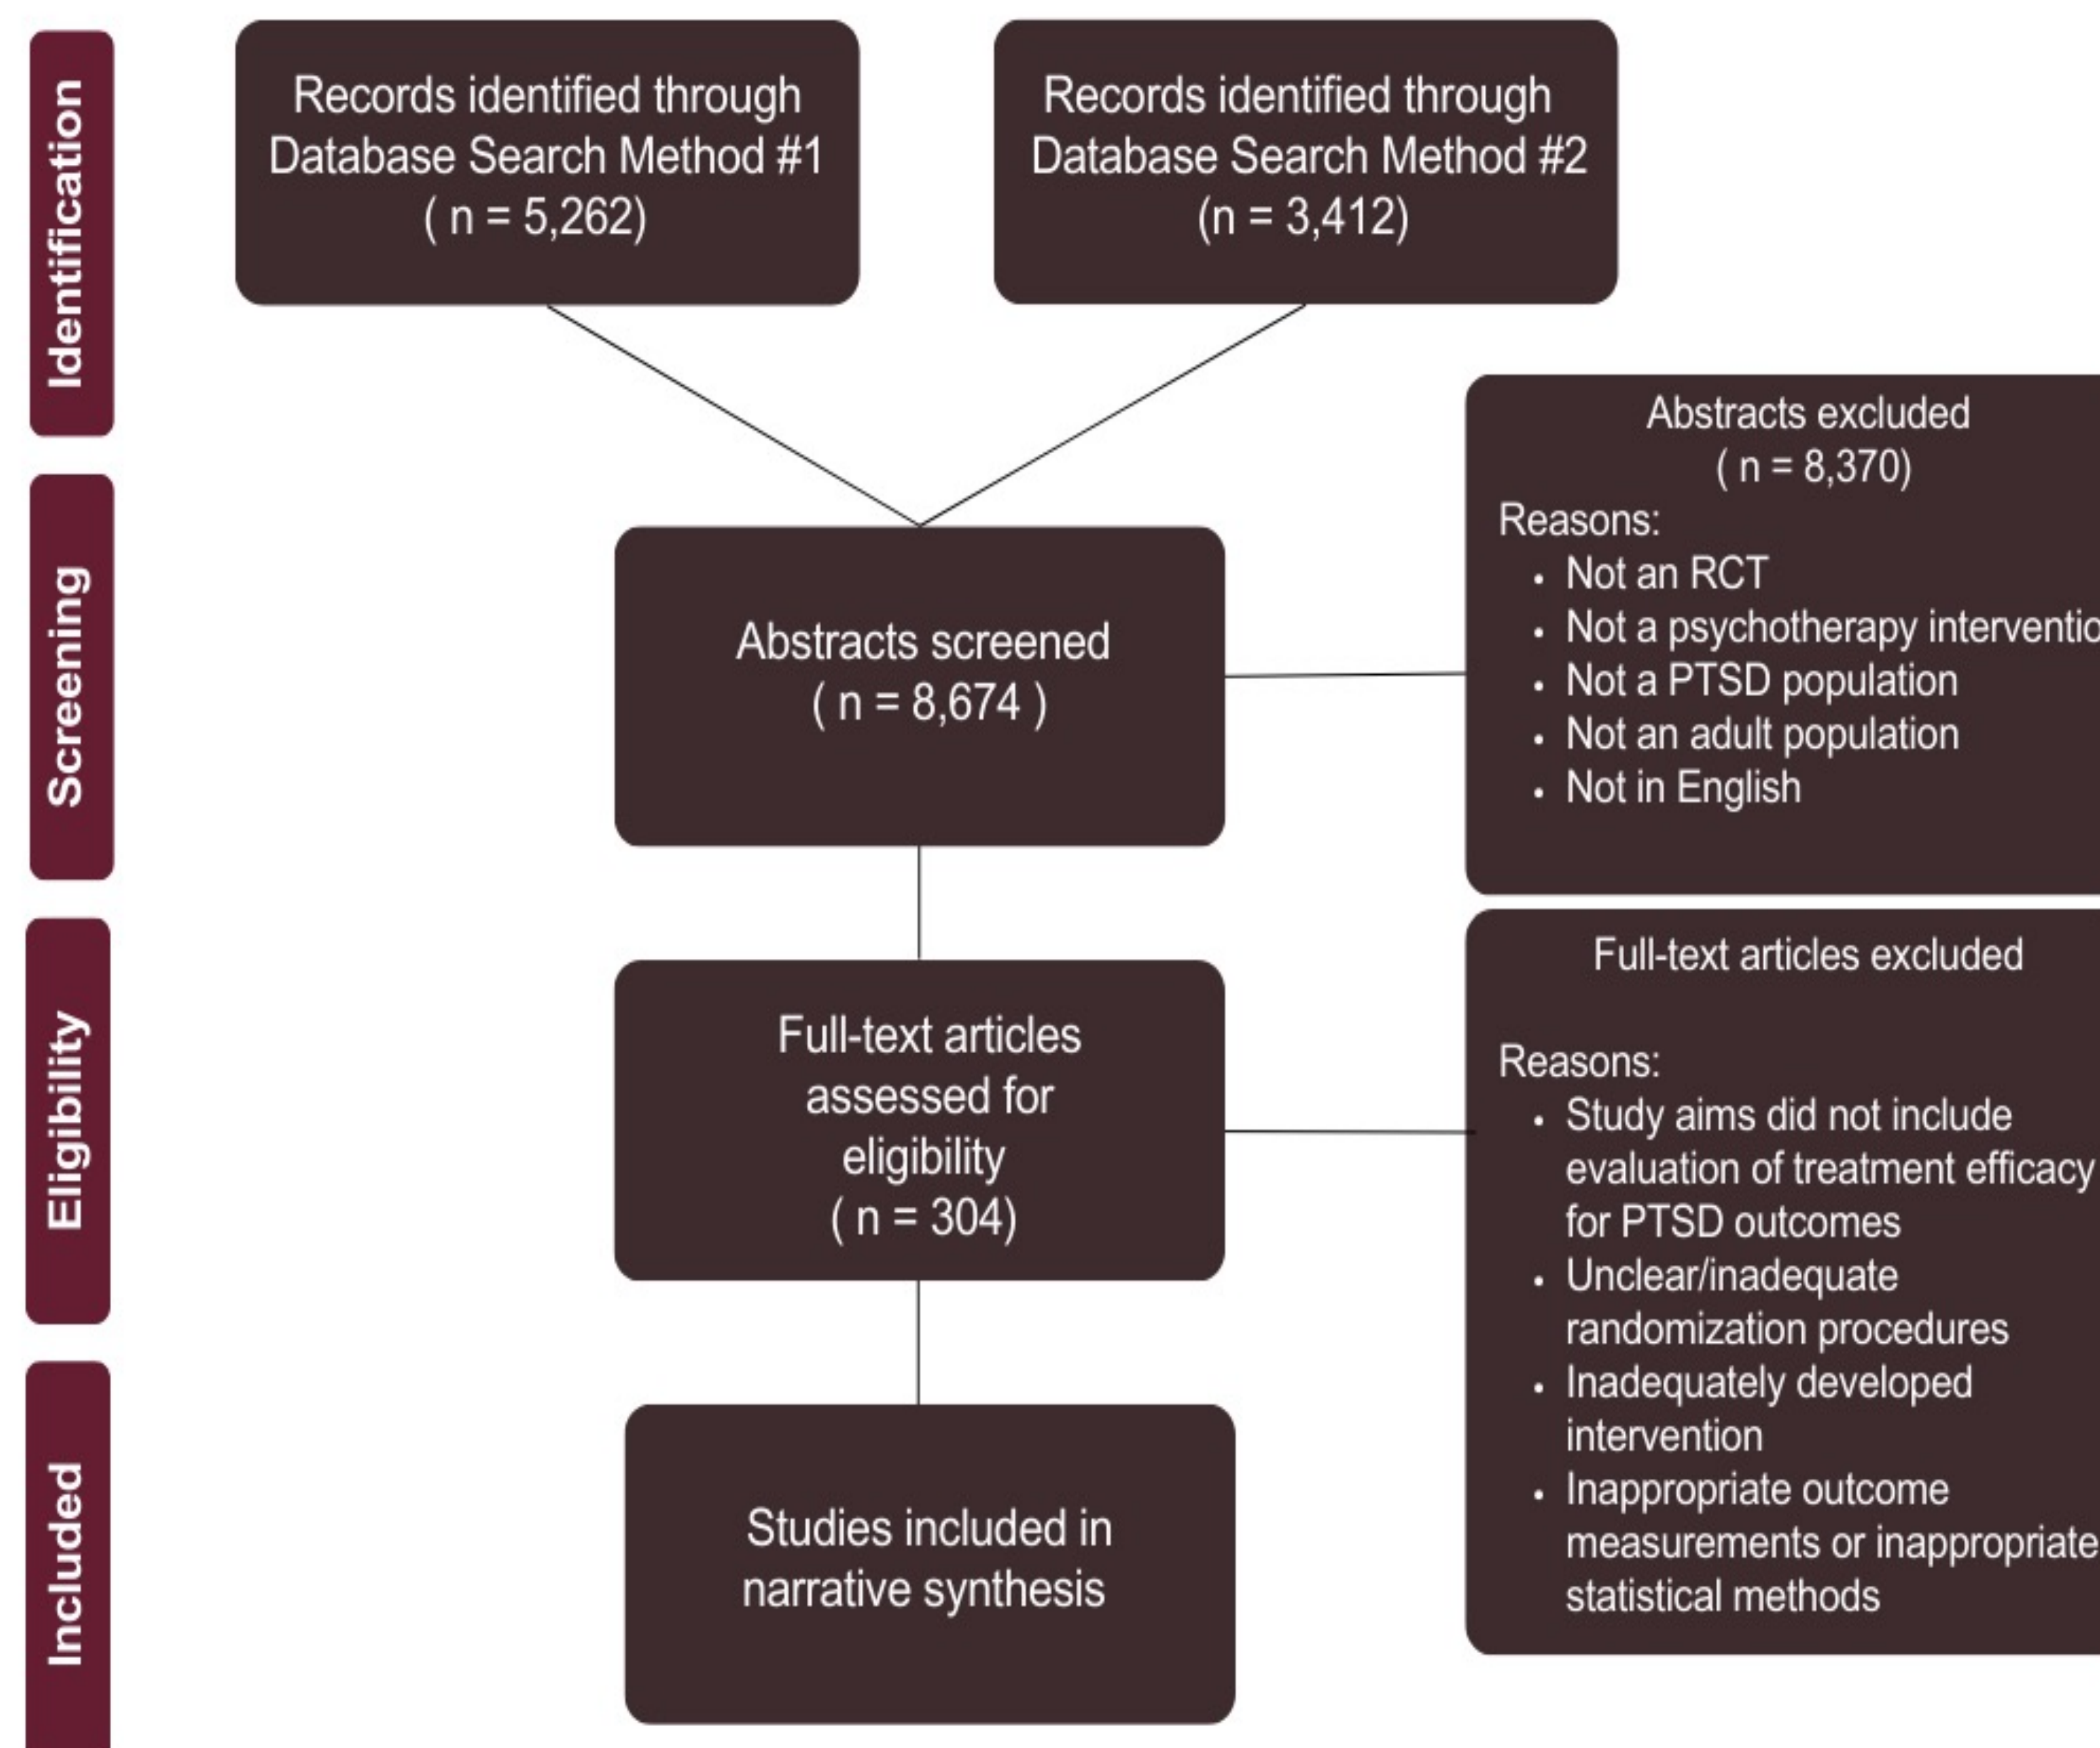 Identification
Records identified through
Database Search Method #1
( n = 5,262)
Records identified through
Database Search Method #2
(n = 3,412)
Screening
Abstracts screened
( n = 8,674 )
Abstracts excluded
( n = 8,370)
Reasons:
• Not an RCT
• Not a psychotherapy interventio
• Not a PTSD population
• Not an adult population
• Not in English
Eligibility
Full-text articles
assessed for
eligibility
( n = 304)
Full-text articles excluded
Reasons:
• Study aims did not include
evaluation of treatment efficacy
for PTSD outcomes
• Unclear/inadequate
randomization procedures
• Inadequately developed
intervention
• Inappropriate outcome
measurements or inappropriate
statistical methods
Included
Studies included in
narrative synthesis